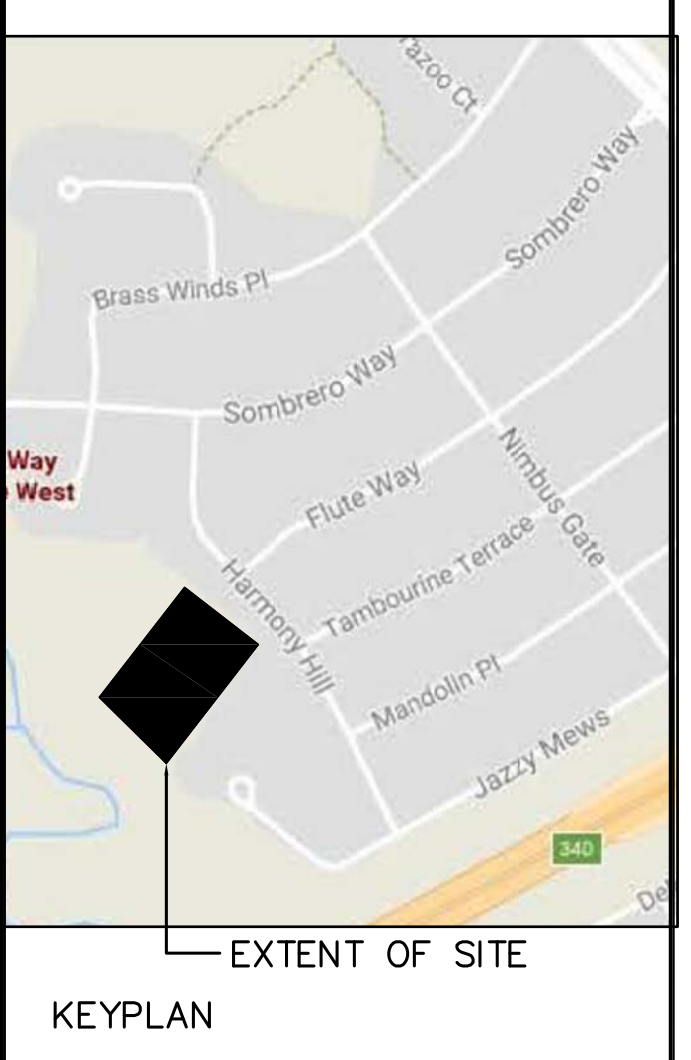 razoo Ct
Sombrero Way
Brass Winds Pl
Sombrero Way
Way
West
Flute Way
Nimbus Gate
Tambourine Terrace
Harmony Hill
Mandolin Pl
Jazzy Mews
340
De
EXTENT OF SITE
KEYPLAN